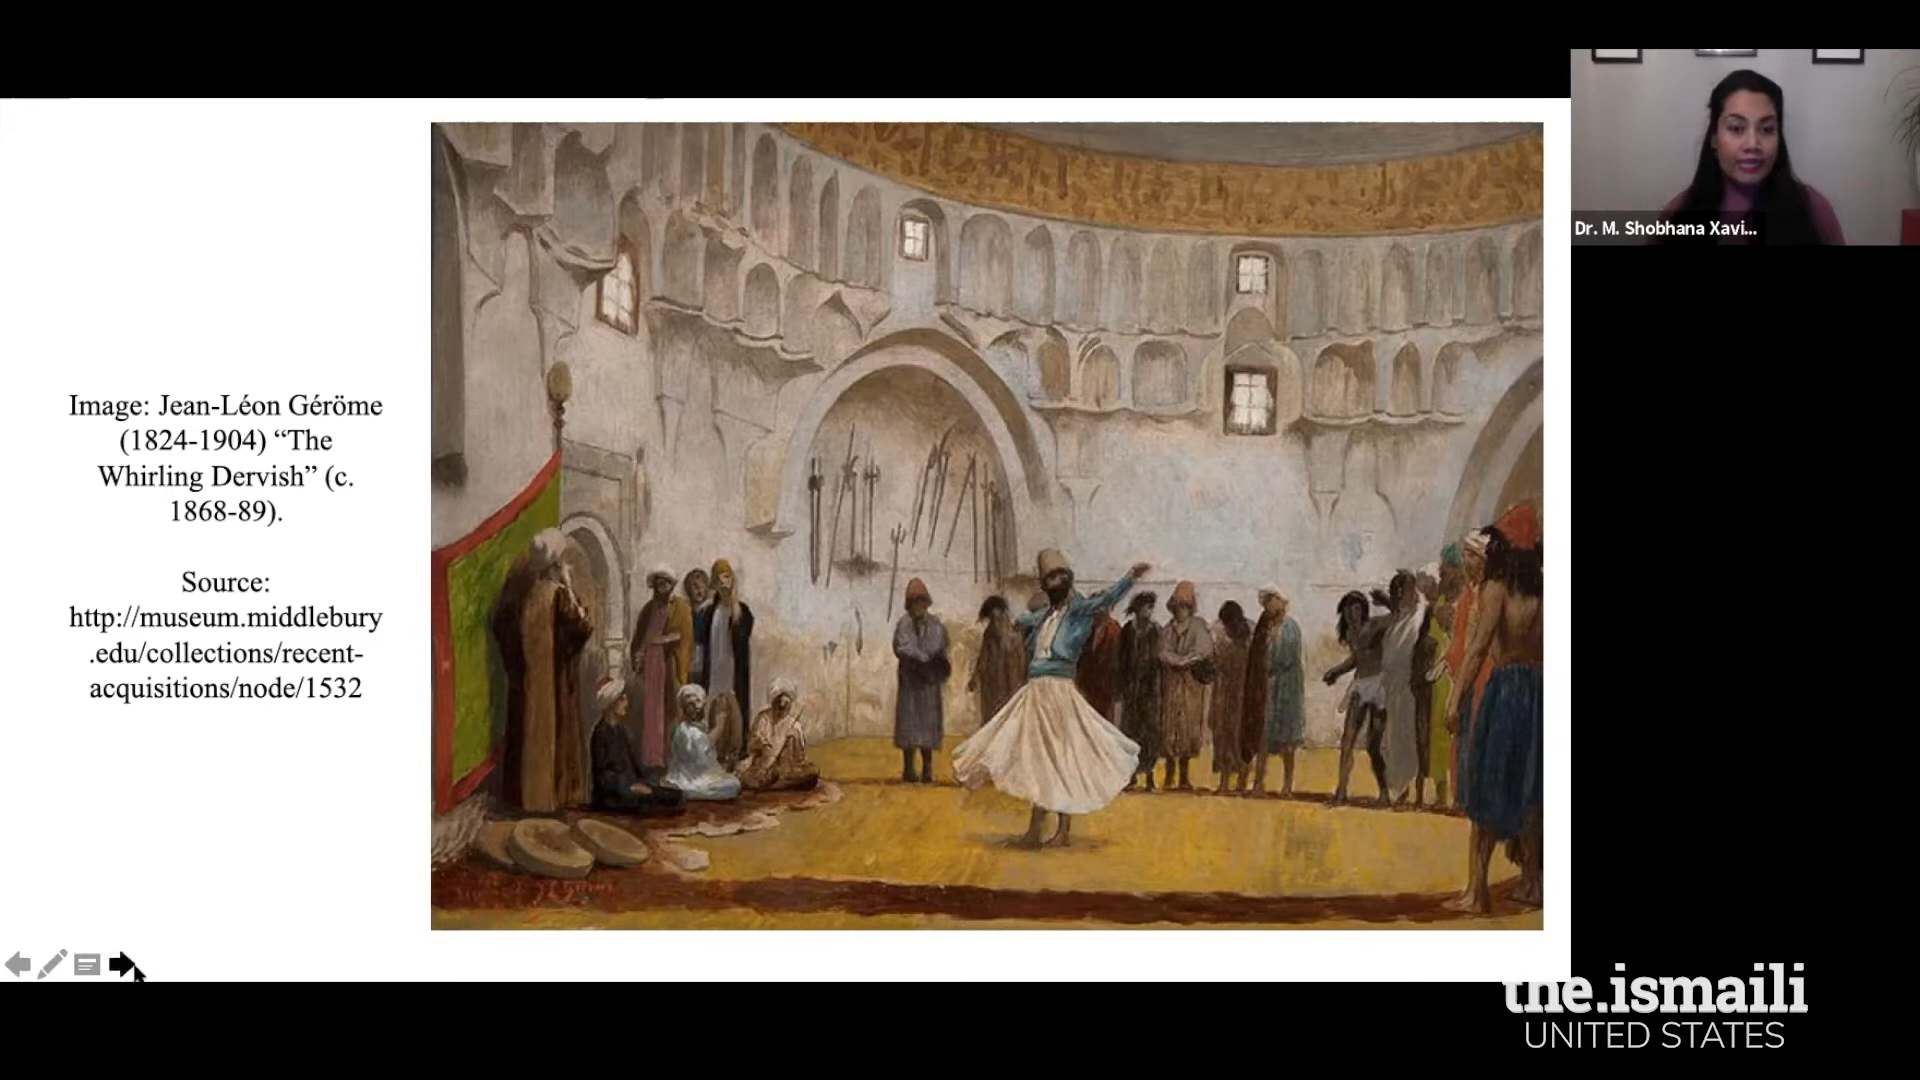 Image: Jean-Léon Géröme
(1824-1904) “The
Whirling Dervish” (c.
1868-89).
Source:
http://museum.middlebury
.edu/collections/recent-
acquisitions/node/1532
Dr. M. Shobhana Xavi...
the.ismaili
UNITED STATES